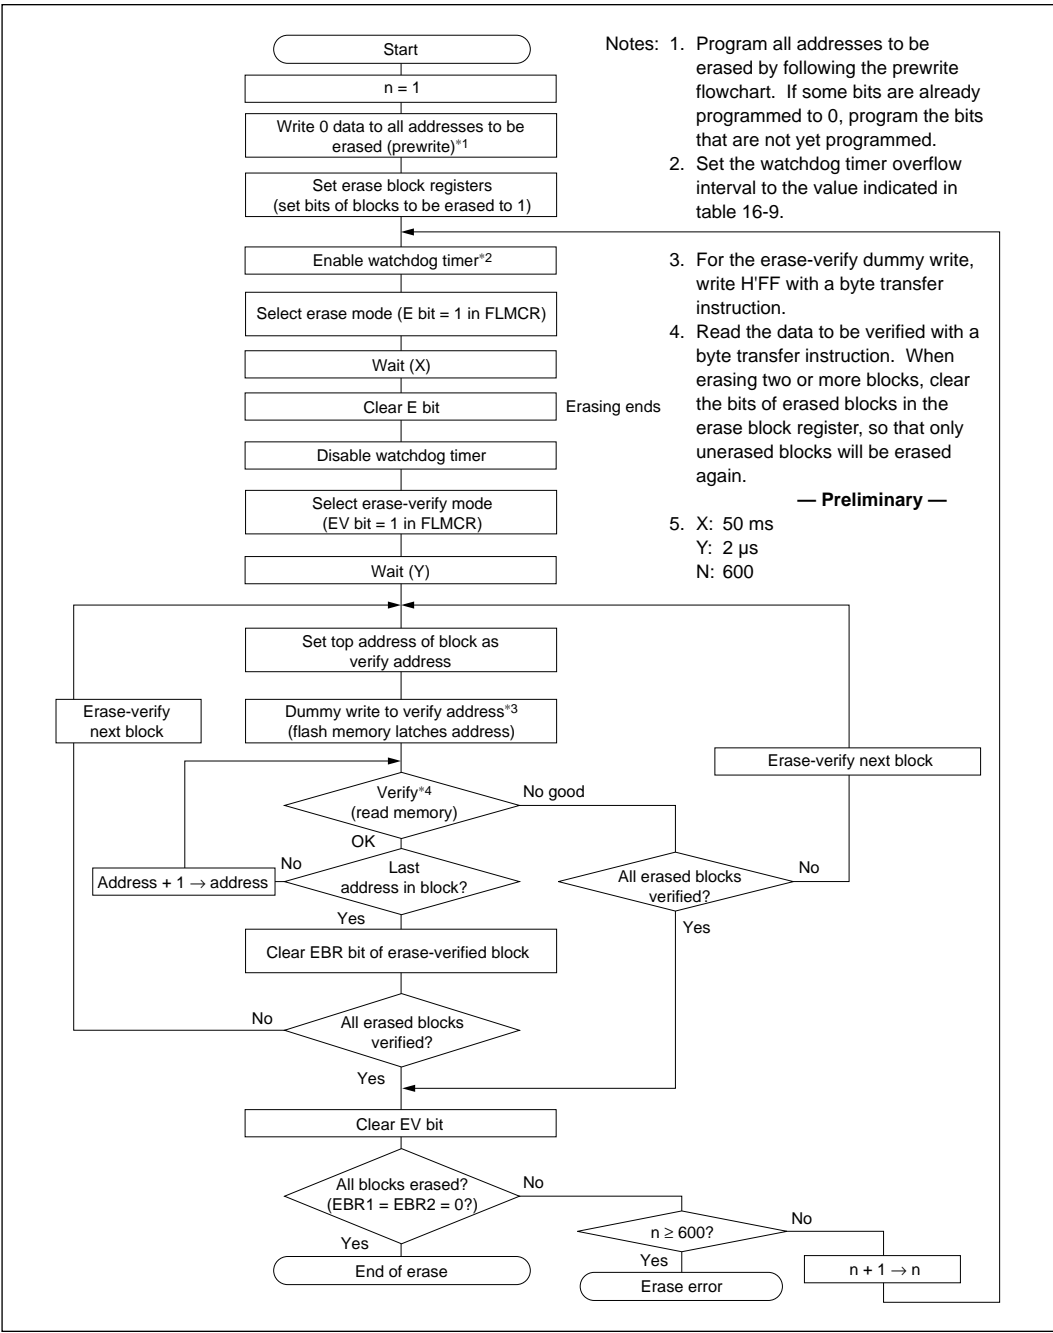 Start
n = 1
Write 0 data to all addresses to be
erased (prewrite)*1
Set erase block registers
(set bits of blocks to be erased to 1)
Enable watchdog timer*2
Select erase mode (E bit = 1 in FLMCR)
Wait (X)
Clear E bit
Erasing ends
Disable watchdog timer
Select erase-verify mode
(EV bit = 1 in FLMCR)
Wait (Y)
Set top address of block as
verify address
Erase-verify
next block
Dummy write to verify address*3
(flash memory latches address)
Erase-verify next block
Verify*4
(read memory)
No good
OK
Last
address in block?
No
Address + 1 → address
All erased blocks
verified?
No
Yes
Yes
Clear EBR bit of erase-verified block
All erased blocks
verified?
No
Yes
Clear EV bit
All blocks erased?
(EBR1 = EBR2 = 0?)
No
Yes
End of erase
n ≥ 600?
No
Yes
Erase error
n + 1 → n
Notes: 1. Program all addresses to be
erased by following the prewrite
flowchart. If some bits are already
programmed to 0, program the bits
that are not yet programmed.
2. Set the watchdog timer overflow
interval to the value indicated in
table 16-9.
3. For the erase-verify dummy write,
write H'FF with a byte transfer
instruction.
4. Read the data to be verified with a
byte transfer instruction. When
erasing two or more blocks, clear
the bits of erased blocks in the
erase block register, so that only
unerased blocks will be erased
again.
— Preliminary —
5. X: 50 ms
Y: 2 µs
N: 600